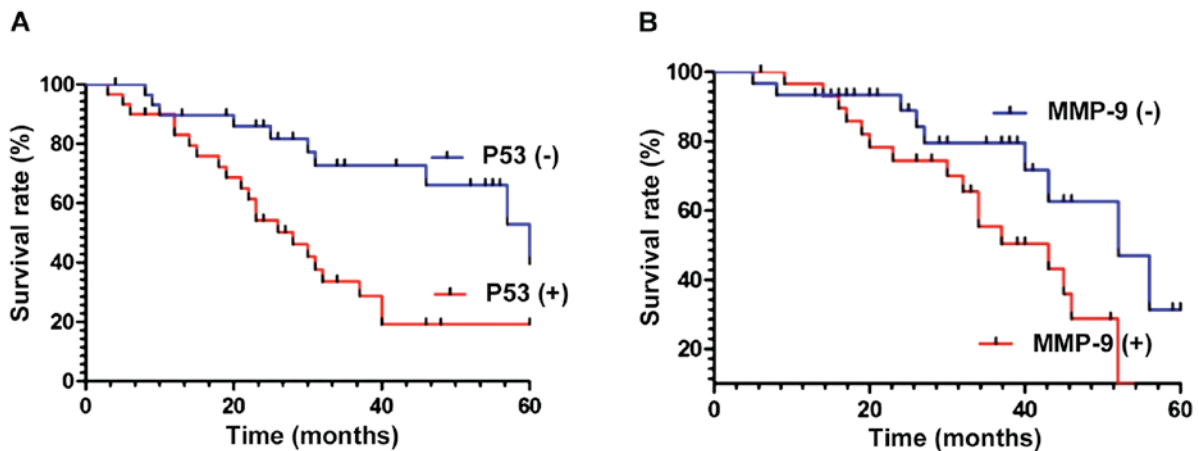 A
Survival rate (%)
100
80
60
40
20
0
P53 (-)
P53 (+)
0 20 40 60
Time (months)
B
Survival rate (%)
100
80
60
40
20
MMP-9 (-)
MMP-9 (+)
0 20 40 60
Time (months)